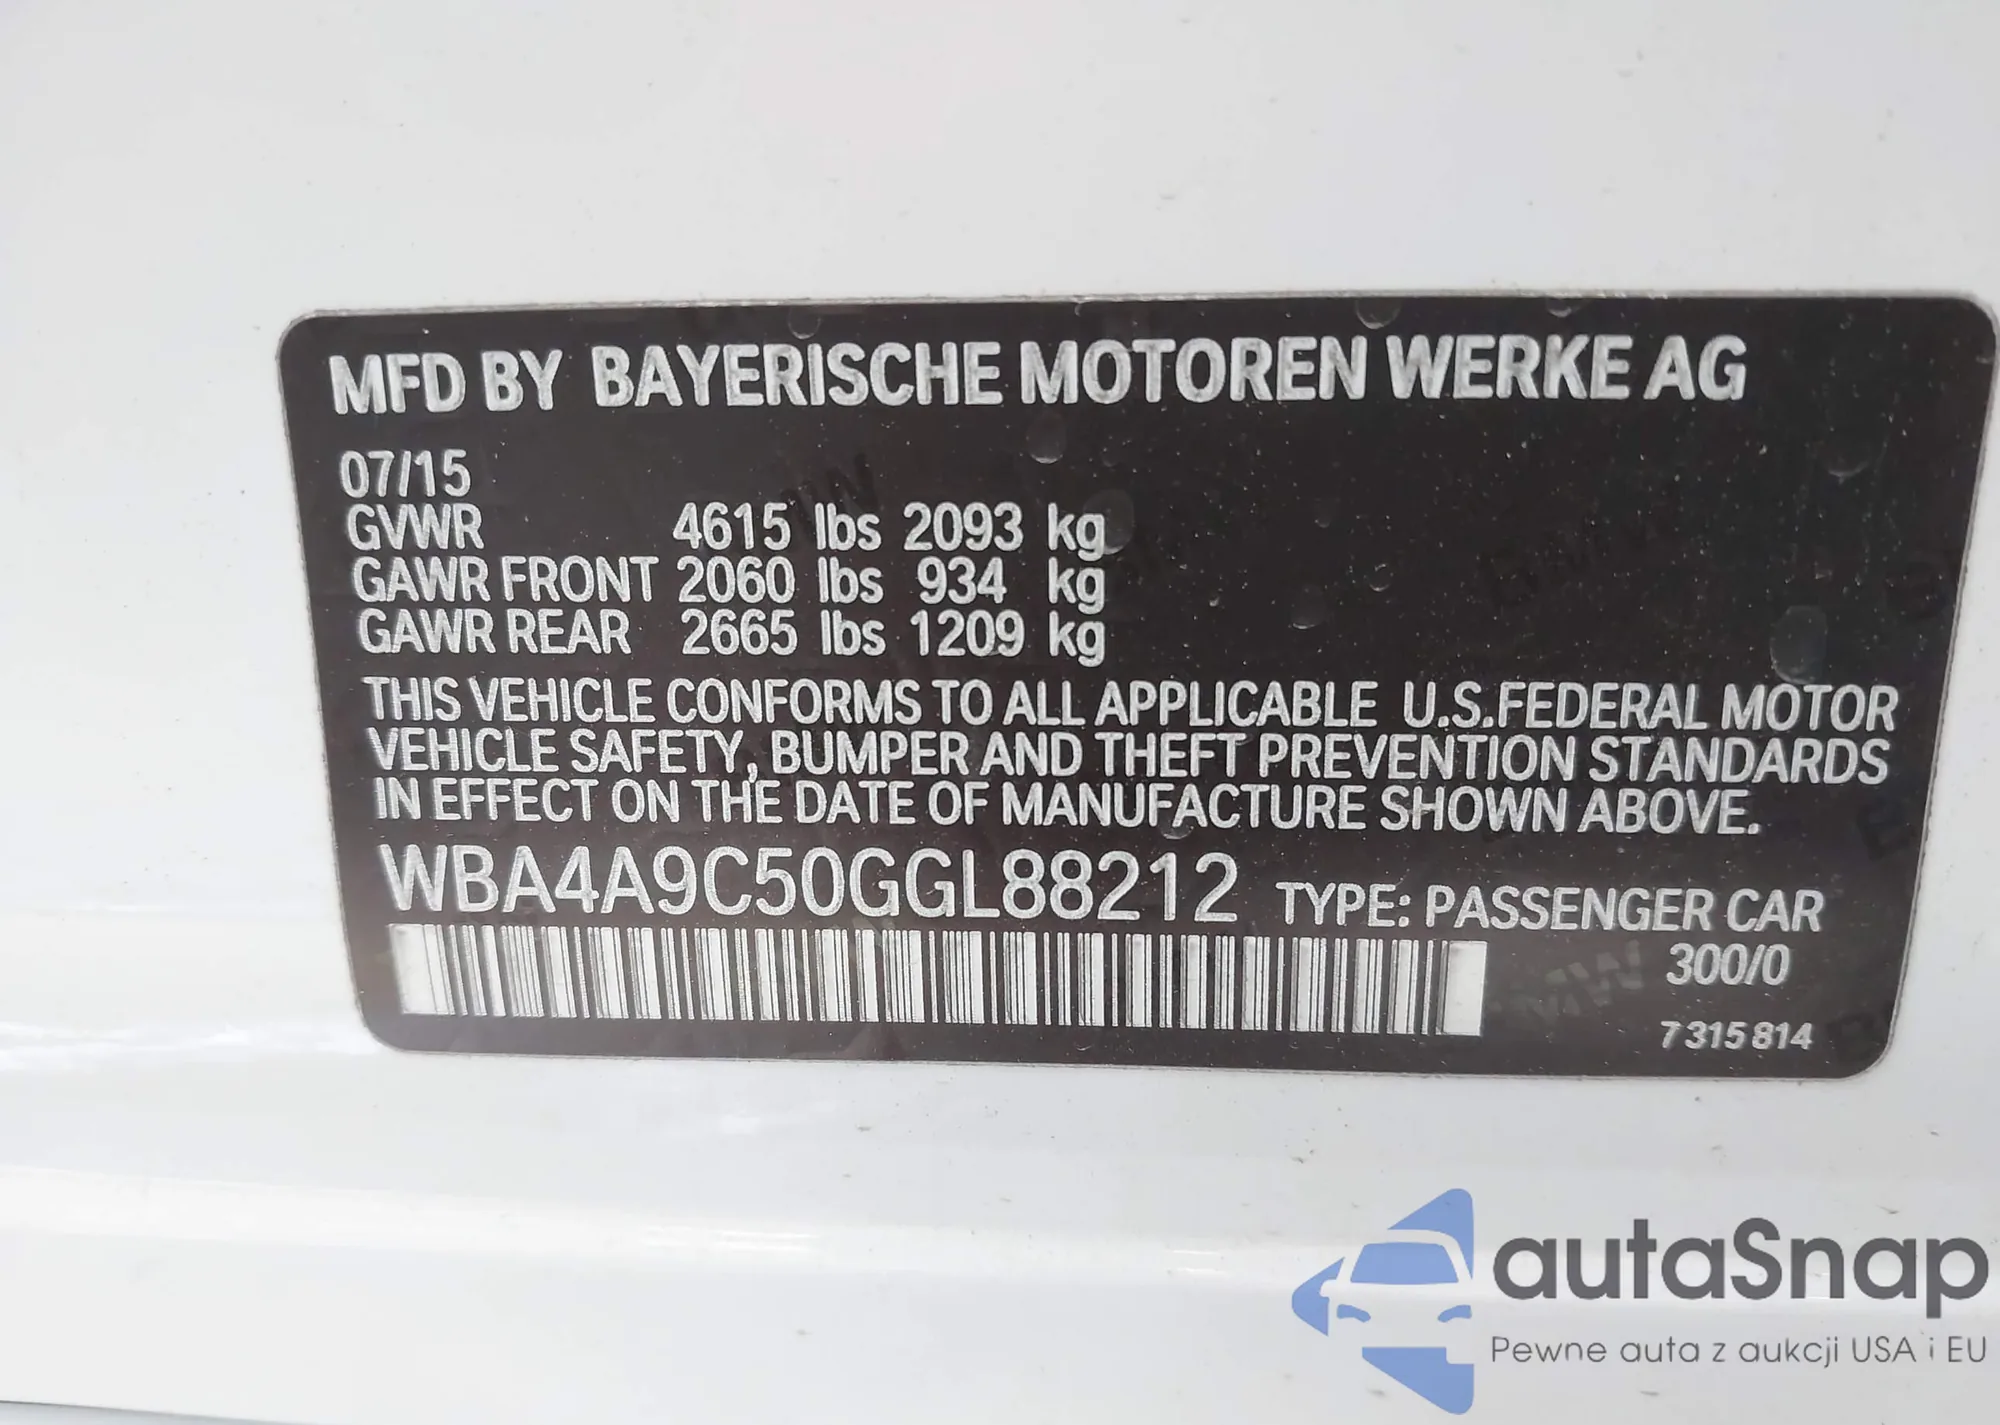 MFD BY BAYERISCHE MOTOREN WERKE AG
07/15
GVWR 4615 lbs 2093 kg
GAWR FRONT 2060 lbs 934 kg
GAWR REAR 2665 lbs 1209 kg
THIS VEHICLE CONFORMS TO ALL APPLICABLE U.S.FEDERAL MOTOR
VEHICLE SAFETY, BUMPER AND THEFT PREVENTION STANDARDS
IN EFFECT ON THE DATE OF MANUFACTURE SHOWN ABOVE.
WBA4A9C50GGL88212 TYPE: PASSENGER CAR
300/0
7315814
autaSnap
Pewne auta z aukcji USA i EU